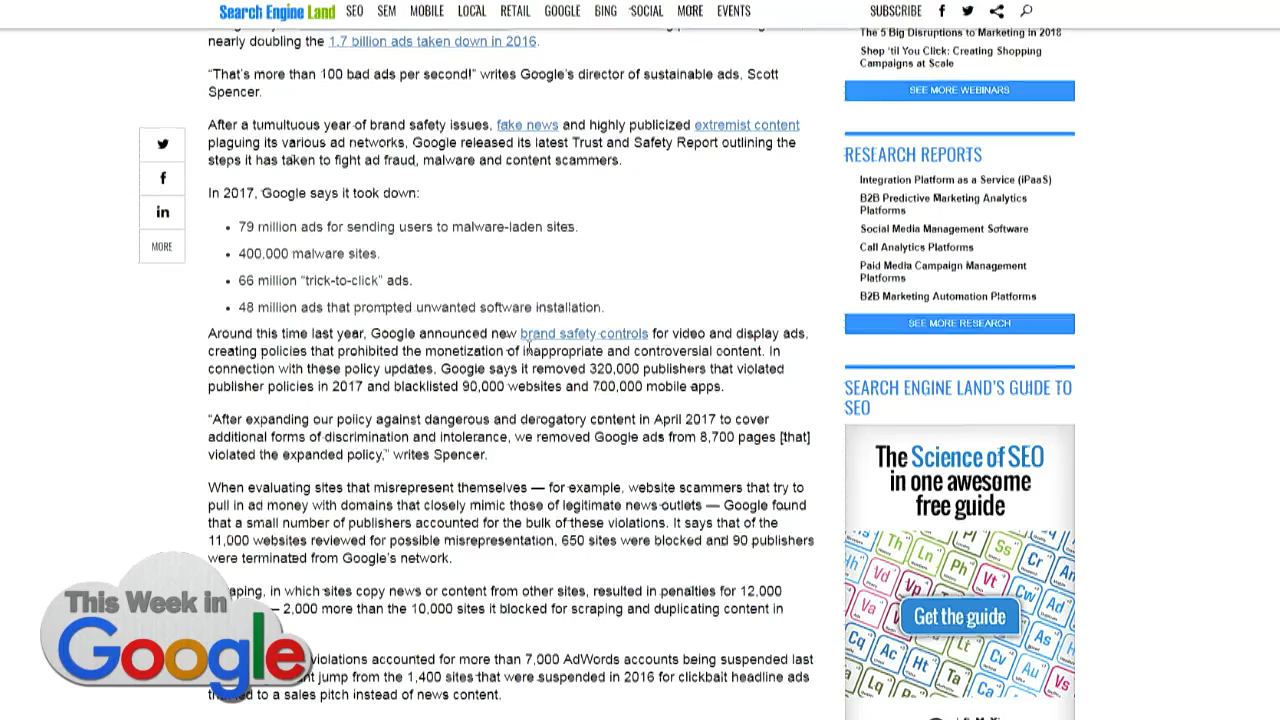 Search Engine Land SEO SEM MOBILE LOCAL RETAIL GOOGLE BING SOCIAL MORE EVENTS SUBSCRIBE
nearly doubling the 1.7 billion ads taken down in 2016.
“That’s more than 100 bad ads per second!” writes Google’s director of sustainable ads, Scott
Spencer.
After a tumultuous year of brand safety issues, fake news and highly publicized extremist content
plaguing its various ad networks, Google released its latest Trust and Safety Report outlining the
steps it has taken to fight ad fraud, malware and content scammers.
In 2017, Google says it took down:
• 79 million ads for sending users to malware-laden sites.
• 400,000 malware sites.
• 66 million “trick-to-click” ads.
• 48 million ads that prompted unwanted software installation.
Around this time last year, Google announced new brand safety controls for video and display ads,
creating policies that prohibited the monetization of inappropriate and controversial content. In
connection with these policy updates, Google says it removed 320,000 publishers that violated
publisher policies in 2017 and blacklisted 90,000 websites and 700,000 mobile apps.
“After expanding our policy against dangerous and derogatory content in April 2017 to cover
additional forms of discrimination and intolerance, we removed Google ads from 8,700 pages [that]
violated the expanded policy,” writes Spencer.
When evaluating sites that misrepresent themselves — for example, website scammers that try to
pull in ad money with domains that closely mimic those of legitimate news outlets — Google found
that a small number of publishers accounted for the bulk of these violations. It says that of the
11,000 websites reviewed for possible misrepresentation, 650 sites were blocked and 90 publishers
were terminated from Google’s network.
aping, in which sites copy news or content from other sites, resulted in penalties for 12,000
— 2,000 more than the 10,000 sites it blocked for scraping and duplicating content in
violations accounted for more than 7,000 AdWords accounts being suspended last
nt jump from the 1,400 sites that were suspended in 2016 for clickbait headline ads
to a sales pitch instead of news content.
MORE
This Week in
Google
The 5 Big Disruptions to Marketing in 2018
Shop ’til You Click: Creating Shopping
Campaigns at Scale
SEE MORE WEBINARS
RESEARCH REPORTS
Integration Platform as a Service (iPaaS)
B2B Predictive Marketing Analytics
Platforms
Social Media Management Software
Call Analytics Platforms
Paid Media Campaign Management
Platforms
B2B Marketing Automation Platforms
SEE MORE RESEARCH
SEARCH ENGINE LAND’S GUIDE TO
SEO
The Science of SEO
in one awesome
free guide
Get the guide